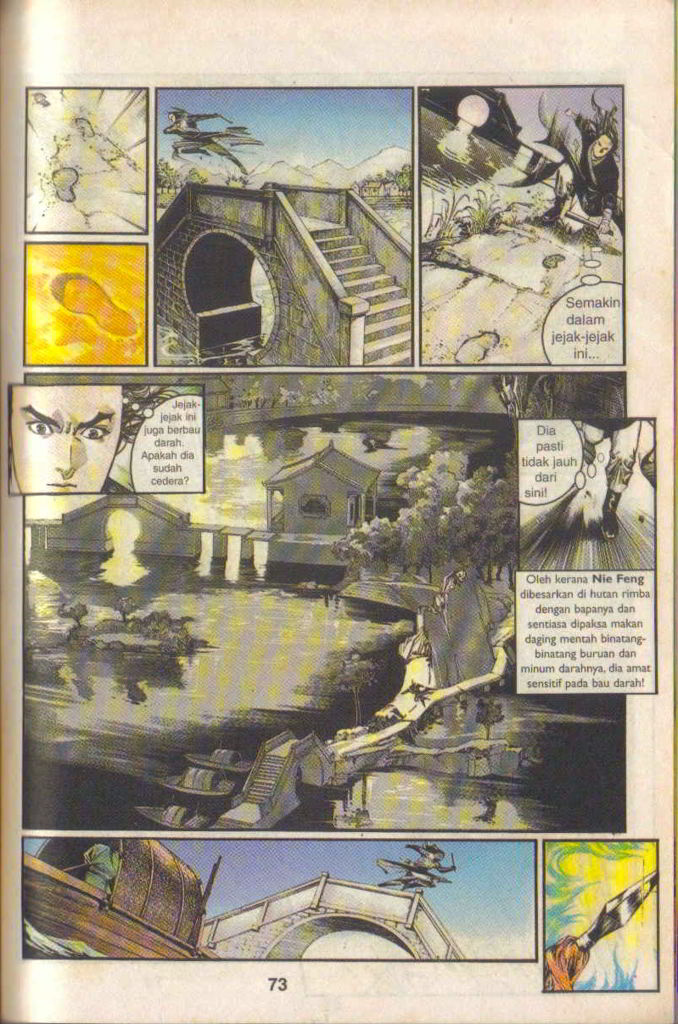 Semakin
dalam
jejak-jejak
ini...
Jejak-
jejak ini
juga berbau
darah.
Apakah dia
sudah
cedera?
Dia
pasti
tidak jauh
dari
sini!
Oleh kerana Nie Feng
dibesarkan di hutan rimba
dengan bapanya dan
sentiasa dipaksa makan
daging mentah binatang-
binatang buruan dan
minum darahnya, dia amat
sensitif pada bau darah!
73